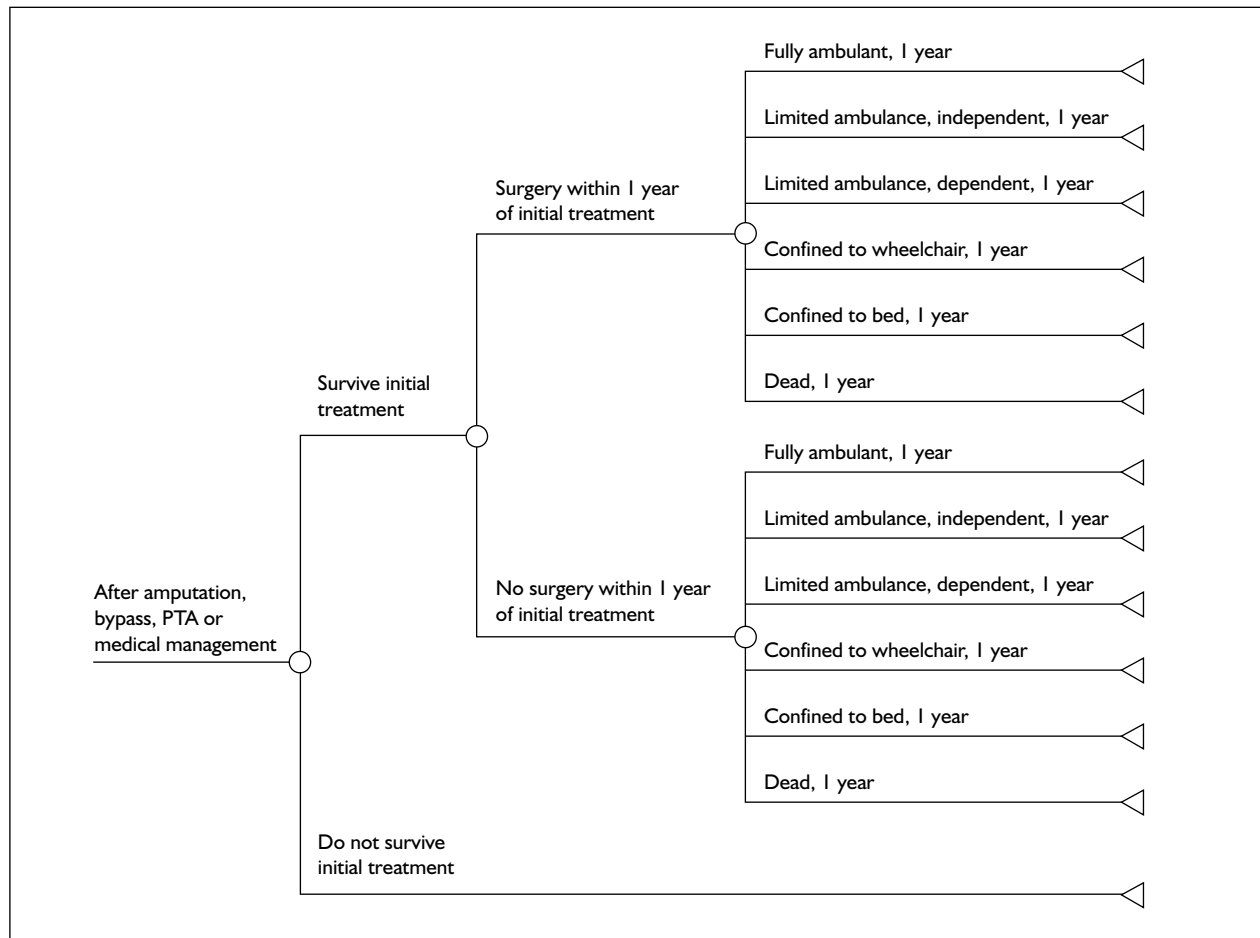 Fully ambulant, 1 year
Limited ambulance, independent, 1 year
Limited ambulance, dependent, 1 year
Confined to wheelchair, 1 year
Confined to bed, 1 year
Dead, 1 year
Surgery within 1 year
of initial treatment
Survive initial
treatment
Fully ambulant, 1 year
Limited ambulance, independent, 1 year
Limited ambulance, dependent, 1 year
Confined to wheelchair, 1 year
Confined to bed, 1 year
Dead, 1 year
No surgery within 1 year
of initial treatment
After amputation,
bypass, PTA or
medical management
Do not survive
initial treatment